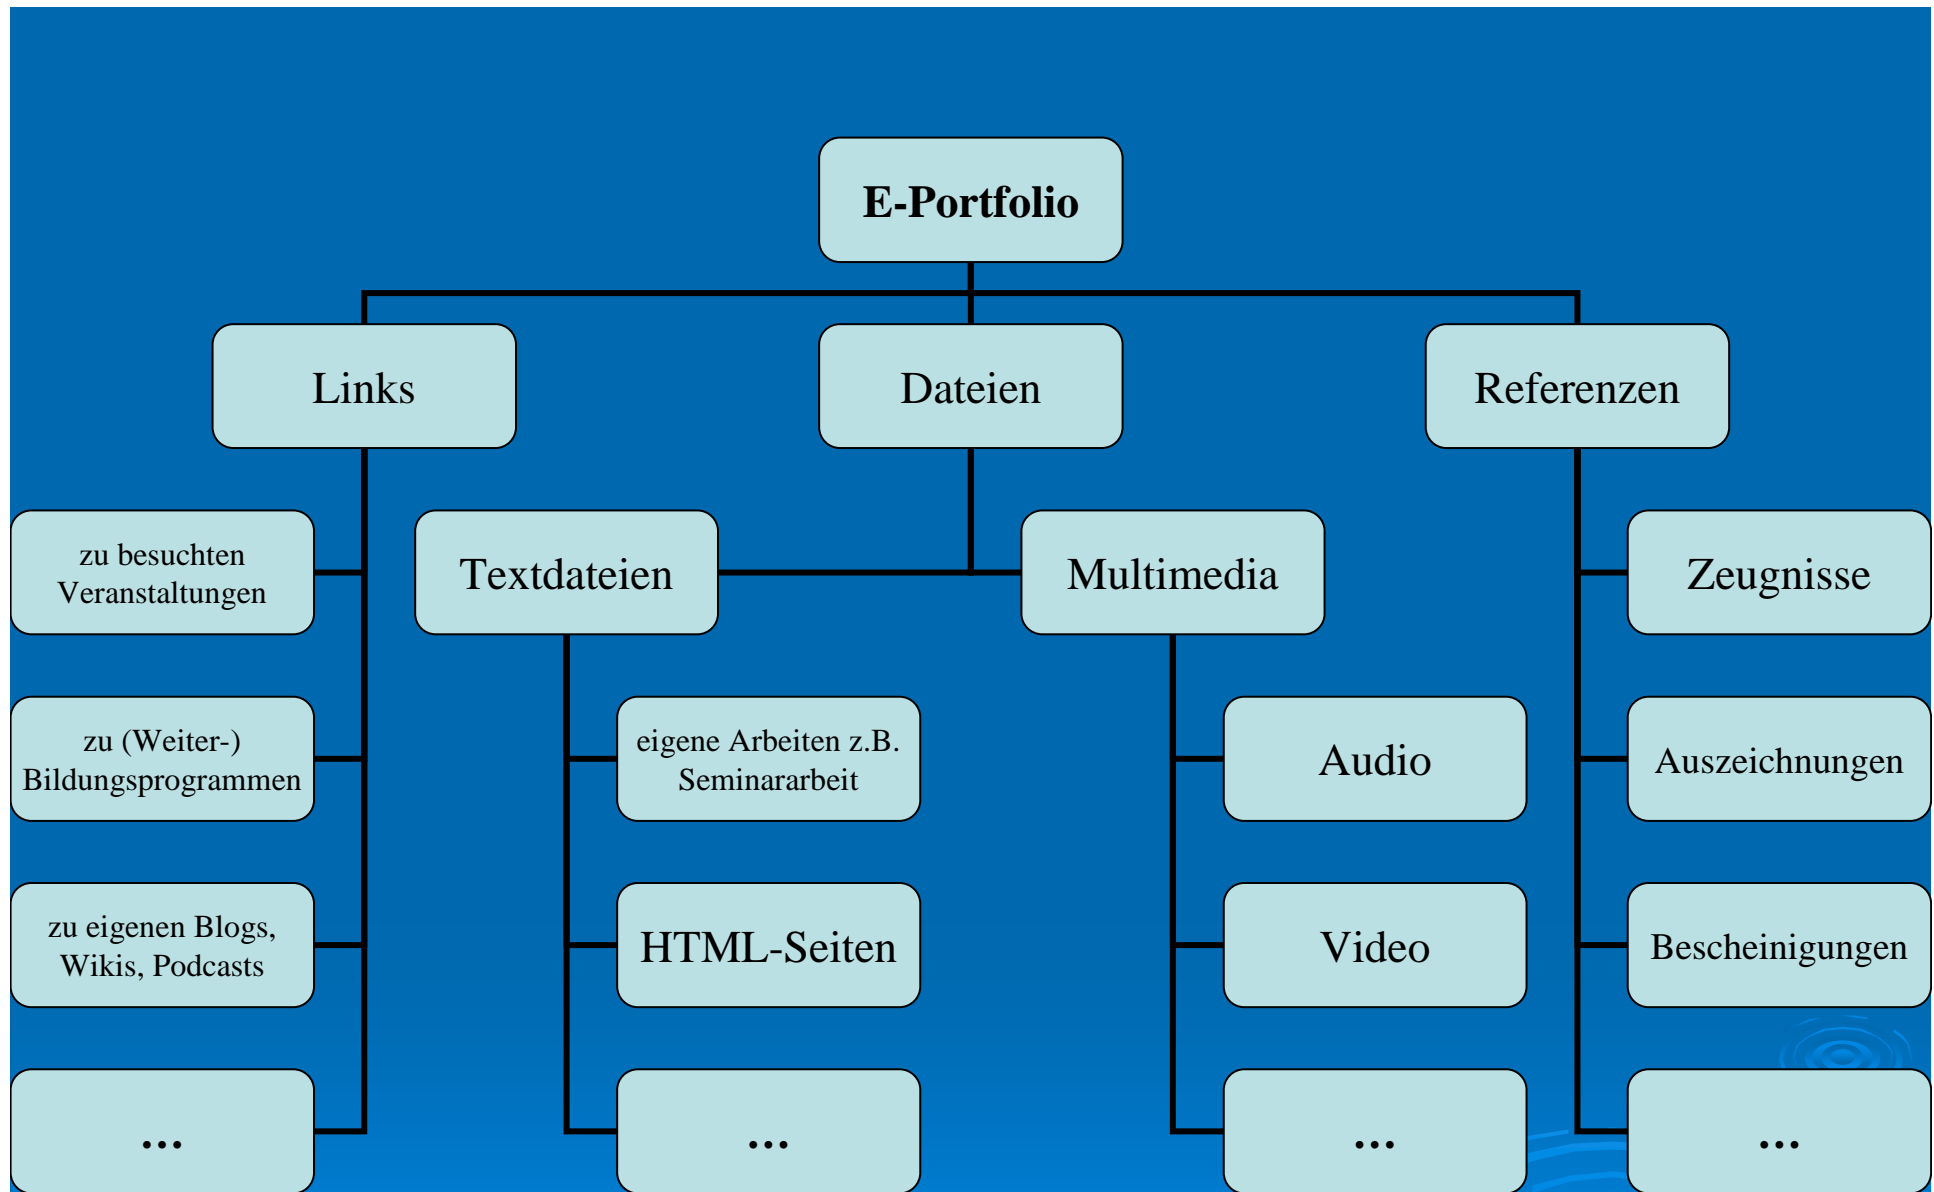 E-Portfolio
Links
Dateien
Referenzen
zu besuchten
Veranstaltungen
Textdateien
Multimedia
Zeugnisse
zu (Weiter-)
Bildungsprogrammen
eigene Arbeiten z.B.
Seminararbeit
Audio
Auszeichnungen
zu eigenen Blogs,
Wikis, Podcasts
HTML-Seiten
Video
Bescheinigungen
...
...
...
...